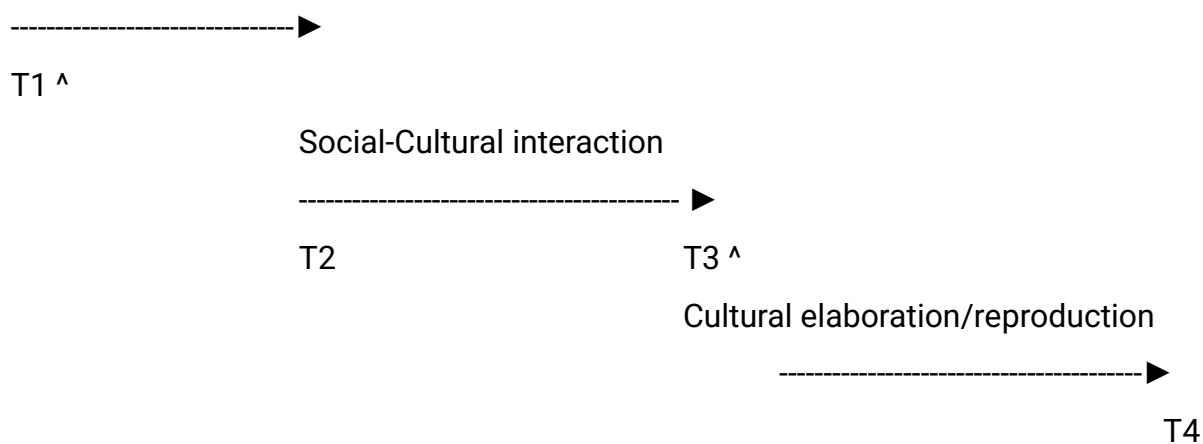 --------------------------------►
T1 ^
Social-Cultural interaction
------------------------------------------- ►
T2 T3 ^
Cultural elaboration/reproduction
-----------------------------------------►
T4